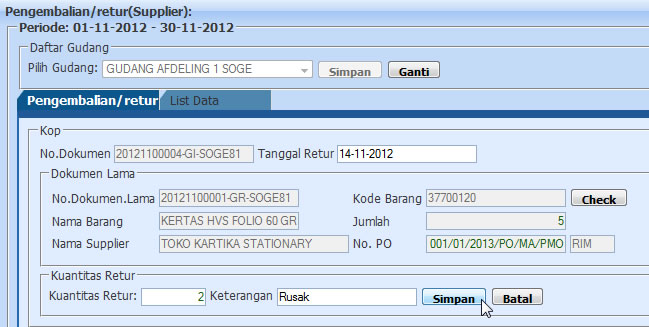 Pengembalian/retur(Supplier):
Periode: 01-11-2012 - 30-11-2012
Daftar Gudang
Pilih Gudang: GUDANG AFDELING 1 SOGE Simpan Ganti
Pengembalian/retur List Data
Kop
No.Dokumen 20121100004-GI-SOGE81 Tanggal Retur 14-11-2012
Dokumen Lama
No.Dokumen.Lama 20121100001-GR-SOGE81 Kode Barang 37700120 Check
Nama Barang KERTAS HVS FOLIO 60 GR Jumlah 5
Nama Supplier TOKO KARTIKA STATIONARY No. PO 001/01/2013/PO/MA/PMO RIM
Kuantitas Retur
Kuantitas Retur: 2 Keterangan Rusak Simpan Batal